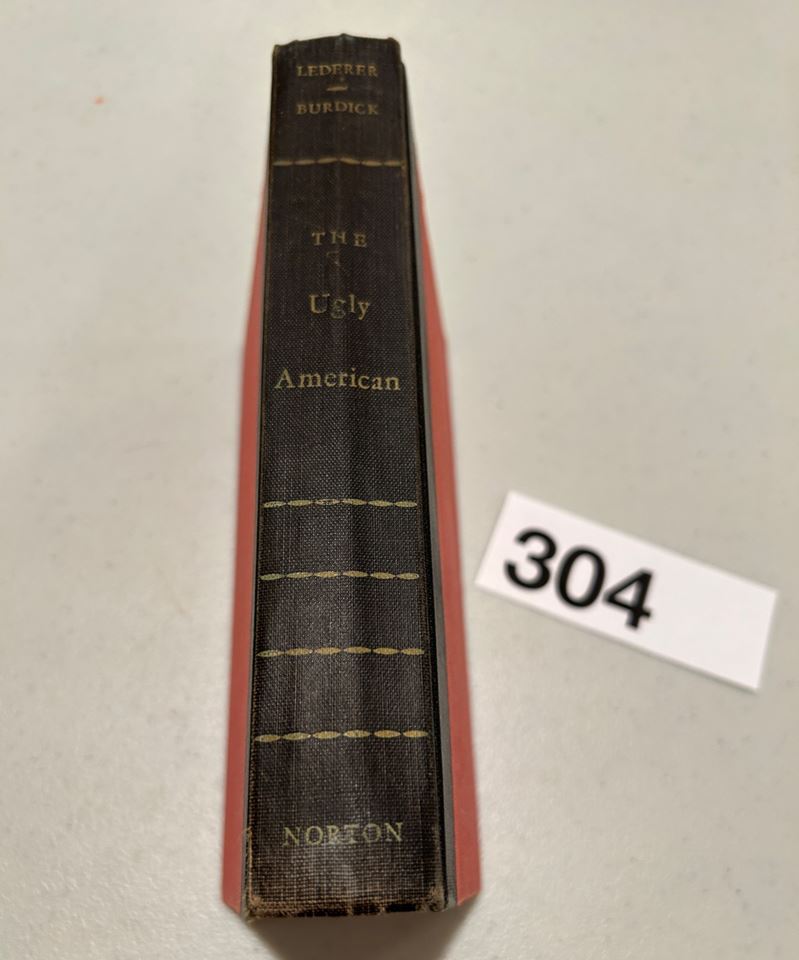 LEDERER
BURDICK
THE
Ugly
American
NORTON
304